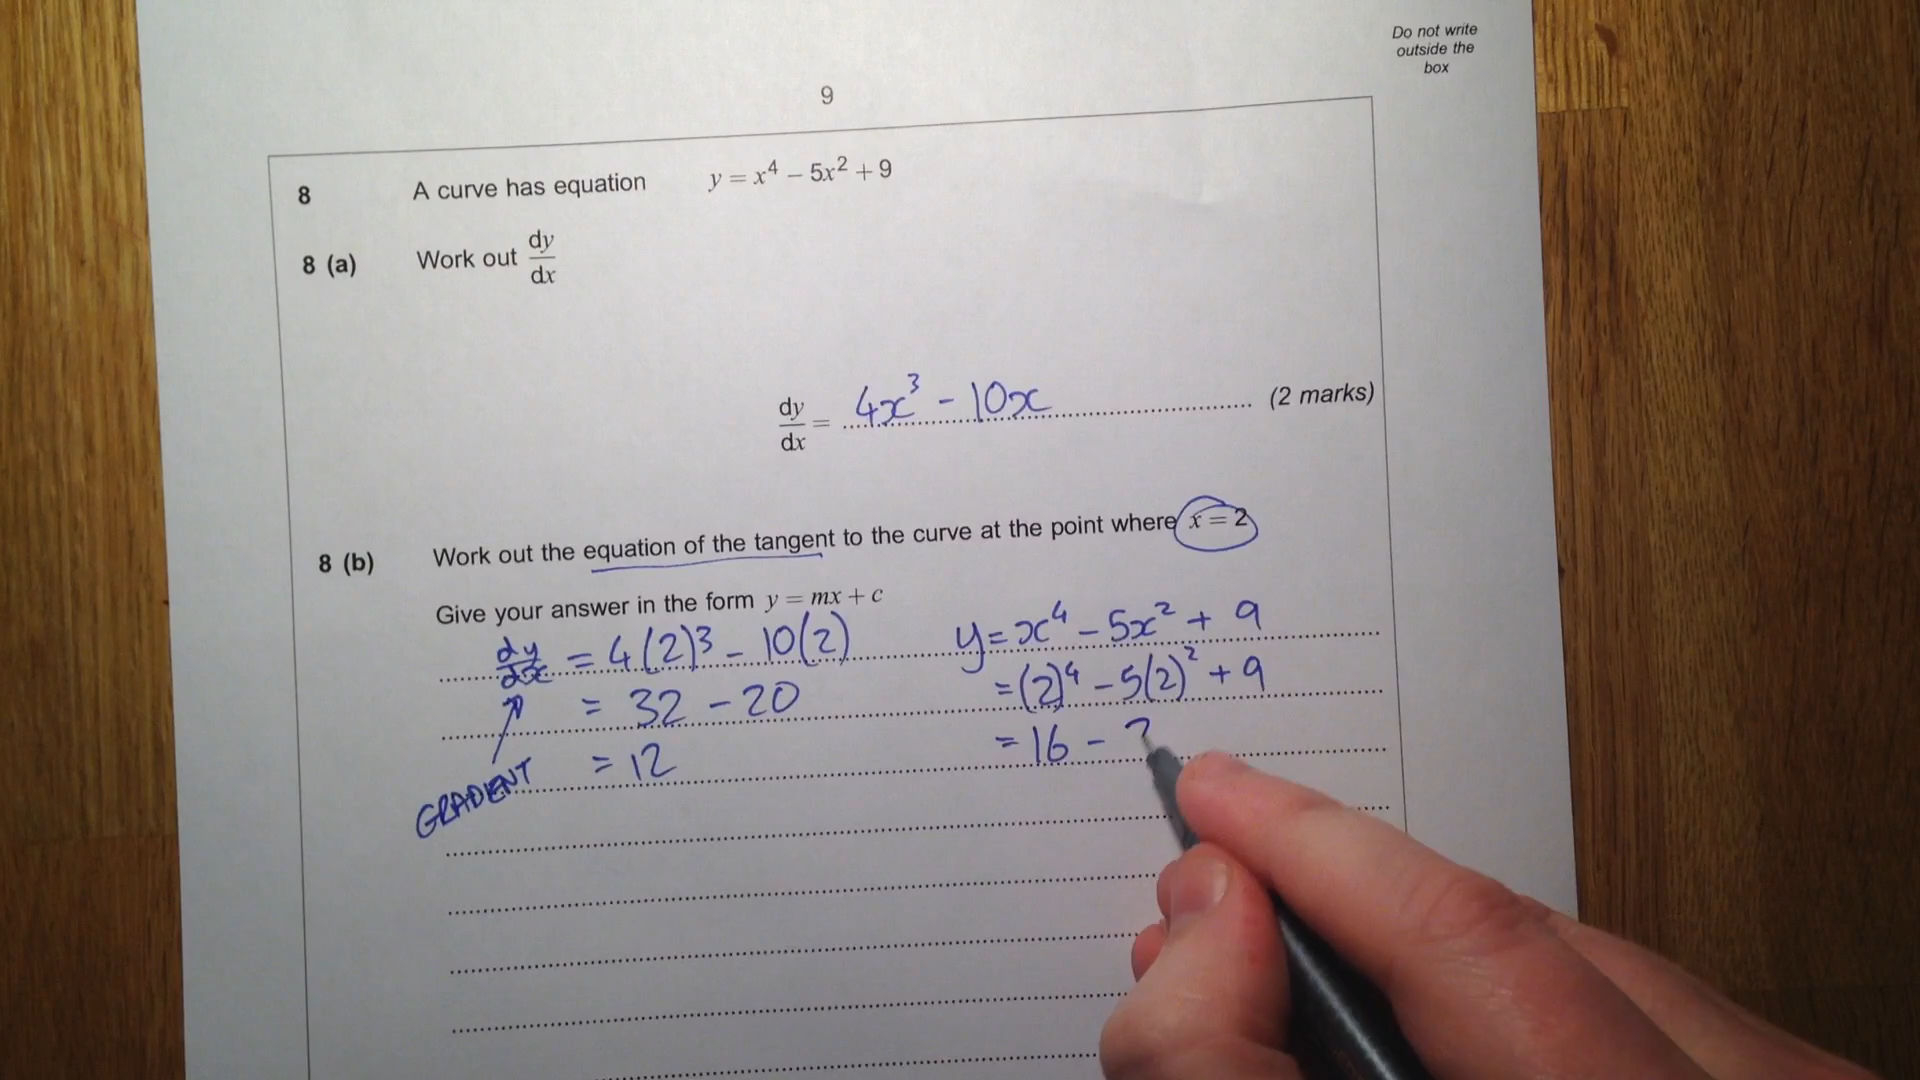 Do not write
outside the
box
9
8 A curve has equation y = x⁴ – 5x² + 9
8 (a) Work out dy/dx
dy/dx = 4x³ - 10x (2 marks)
8 (b) Work out the equation of the tangent to the curve at the point where x = 2
Give your answer in the form y = mx + c
dy/dx = 4(2)³ - 10(2)
= 32 - 20
= 12
GRADIENT
y = x⁴ - 5x² + 9
= (2)⁴ - 5(2)² + 9
= 16 -